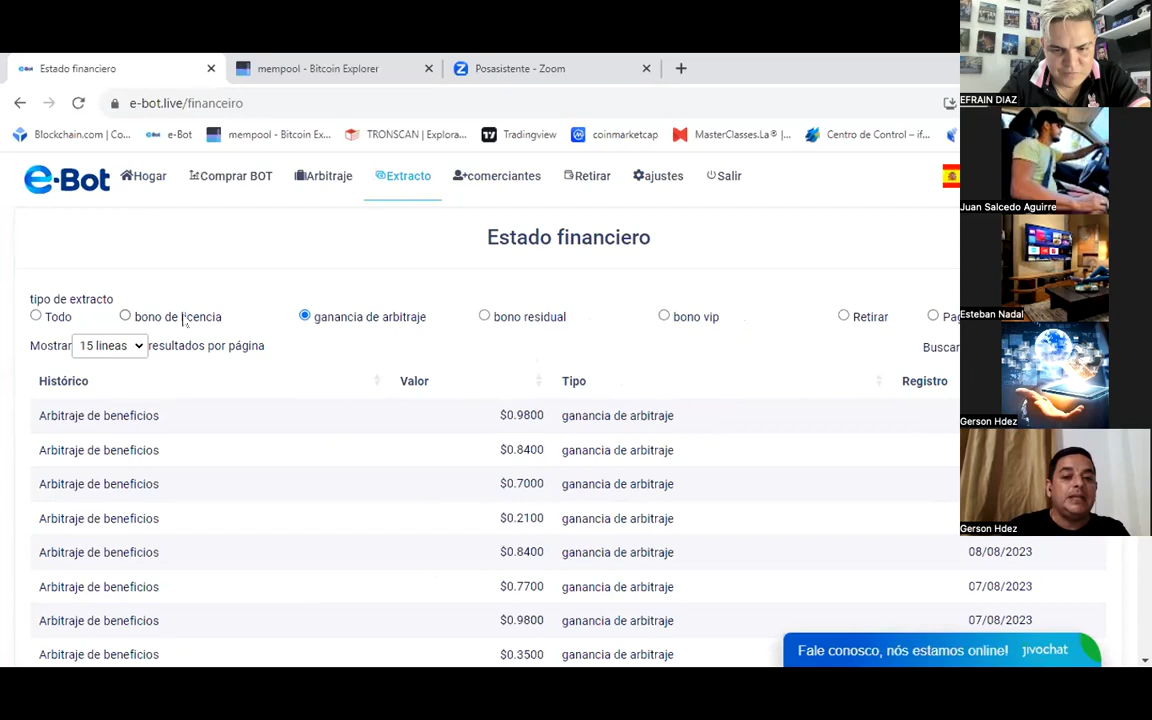 Estado financiero
mempool - Bitcoin Explorer
Posasistente - Zoom
e-bot.live/financeiro
Blockchain.com | Co...
e-Bot
mempool - Bitcoin Ex...
TRONSCAN | Explora...
Tradingview
coinmarketcap
MasterClasses.La ® |...
Centro de Control – if...
e-Bot
Hogar
Comprar BOT
Arbitraje
Extracto
comerciantes
Retirar
ajustes
Salir
Estado financiero
tipo de extracto
Todo
bono de licencia
ganancia de arbitraje
bono residual
bono vip
Retirar
Mostrar 15 lineas resultados por página
Buscar
Histórico Valor Tipo Registro
Arbitraje de beneficios $0.9800 ganancia de arbitraje
Arbitraje de beneficios $0.8400 ganancia de arbitraje
Arbitraje de beneficios $0.7000 ganancia de arbitraje
Arbitraje de beneficios $0.2100 ganancia de arbitraje
Arbitraje de beneficios $0.8400 ganancia de arbitraje 08/08/2023
Arbitraje de beneficios $0.7700 ganancia de arbitraje 07/08/2023
Arbitraje de beneficios $0.9800 ganancia de arbitraje 07/08/2023
Arbitraje de beneficios $0.3500 ganancia de arbitraje
Fale conosco, nós estamos online! jivochat
EFRAIN DIAZ
Juan Salcedo Aguirre
Esteban Nadal
Gerson Hdez
Gerson Hdez